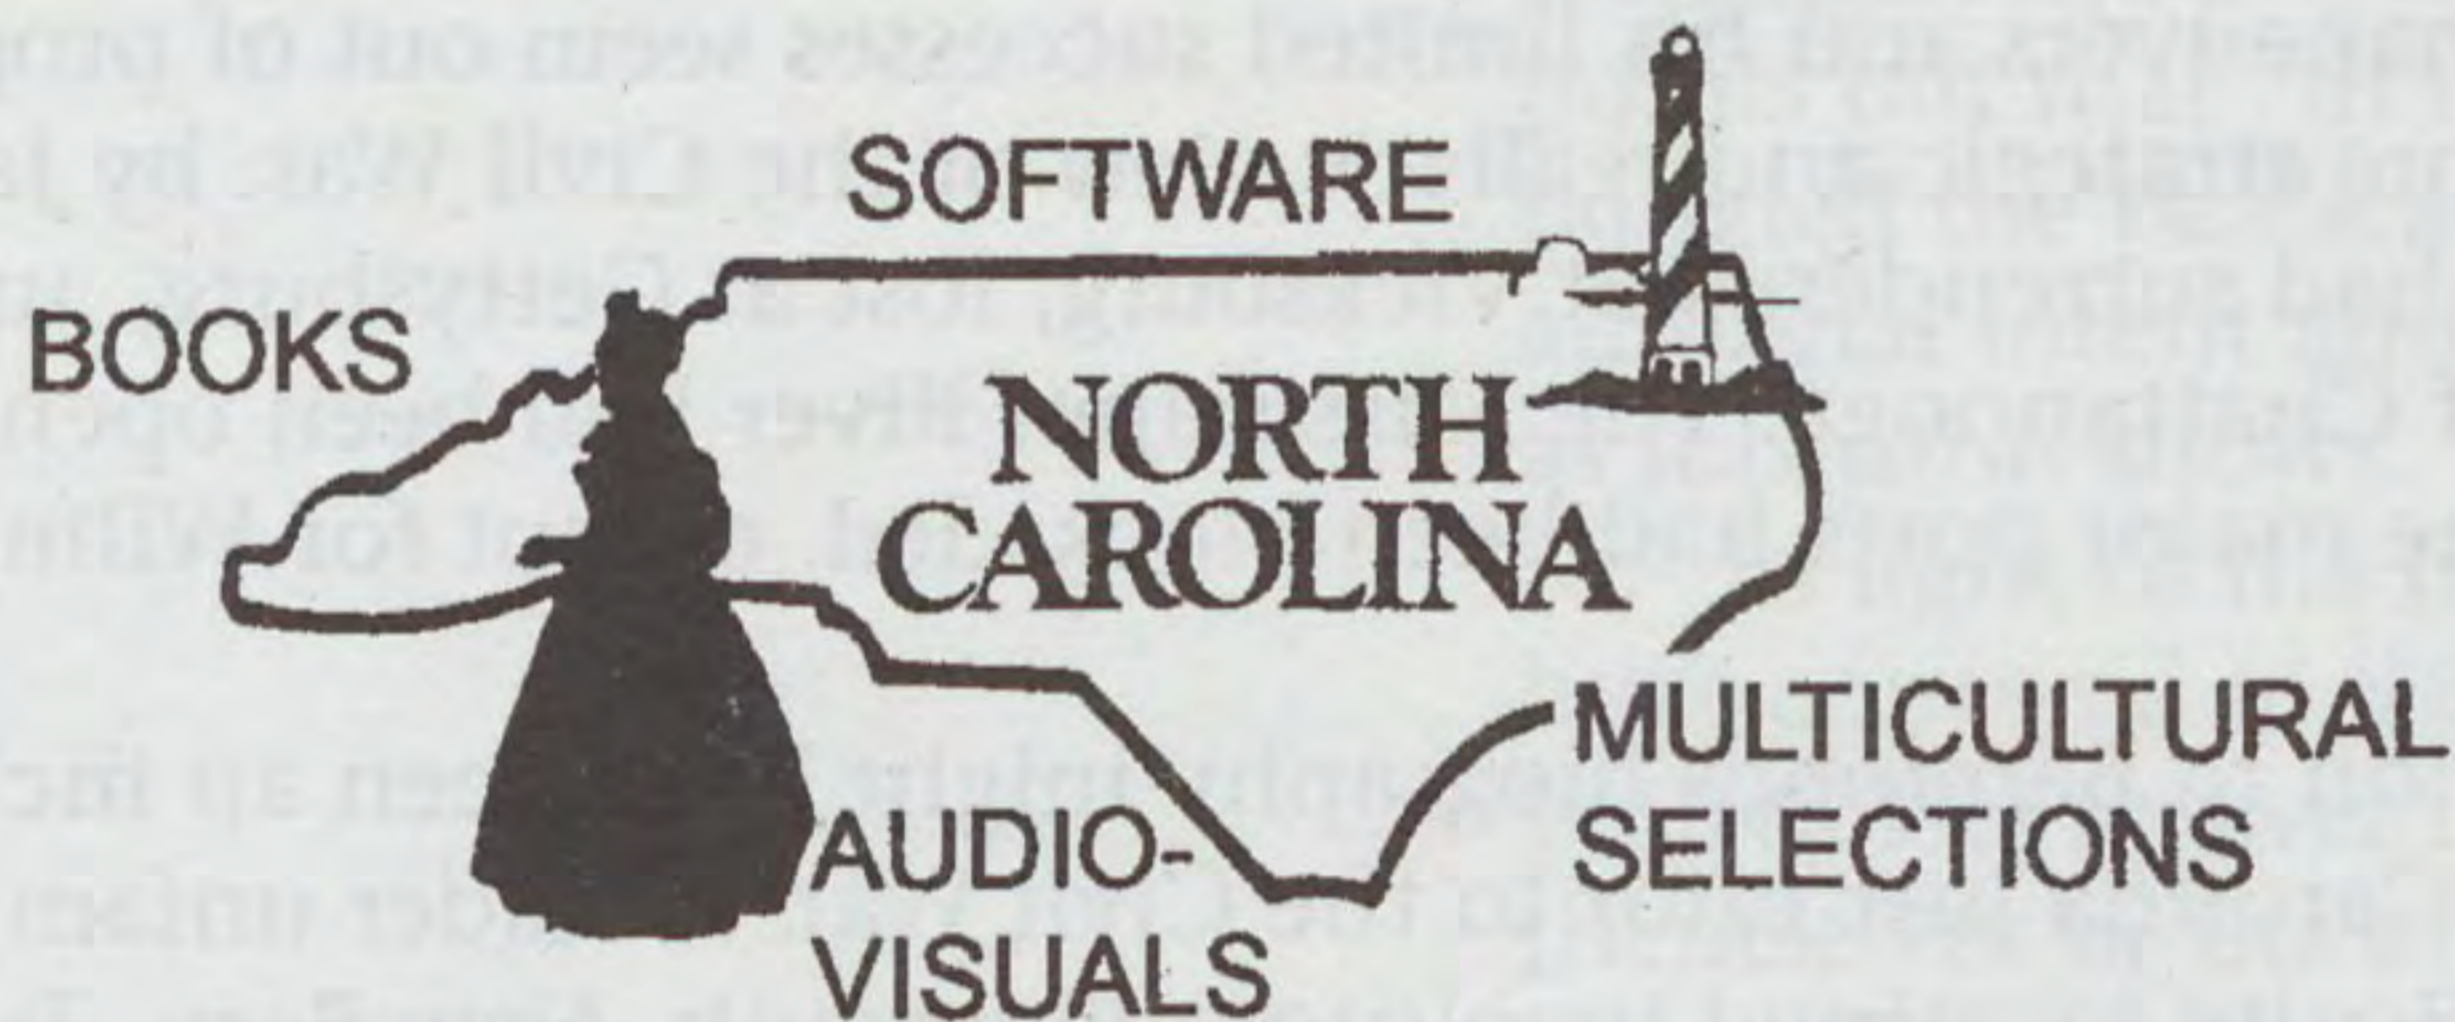 SOFTWARE
BOOKS
NORTH
CAROLINA
MULTICULTURAL
SELECTIONS
AUDIO-
VISUALS